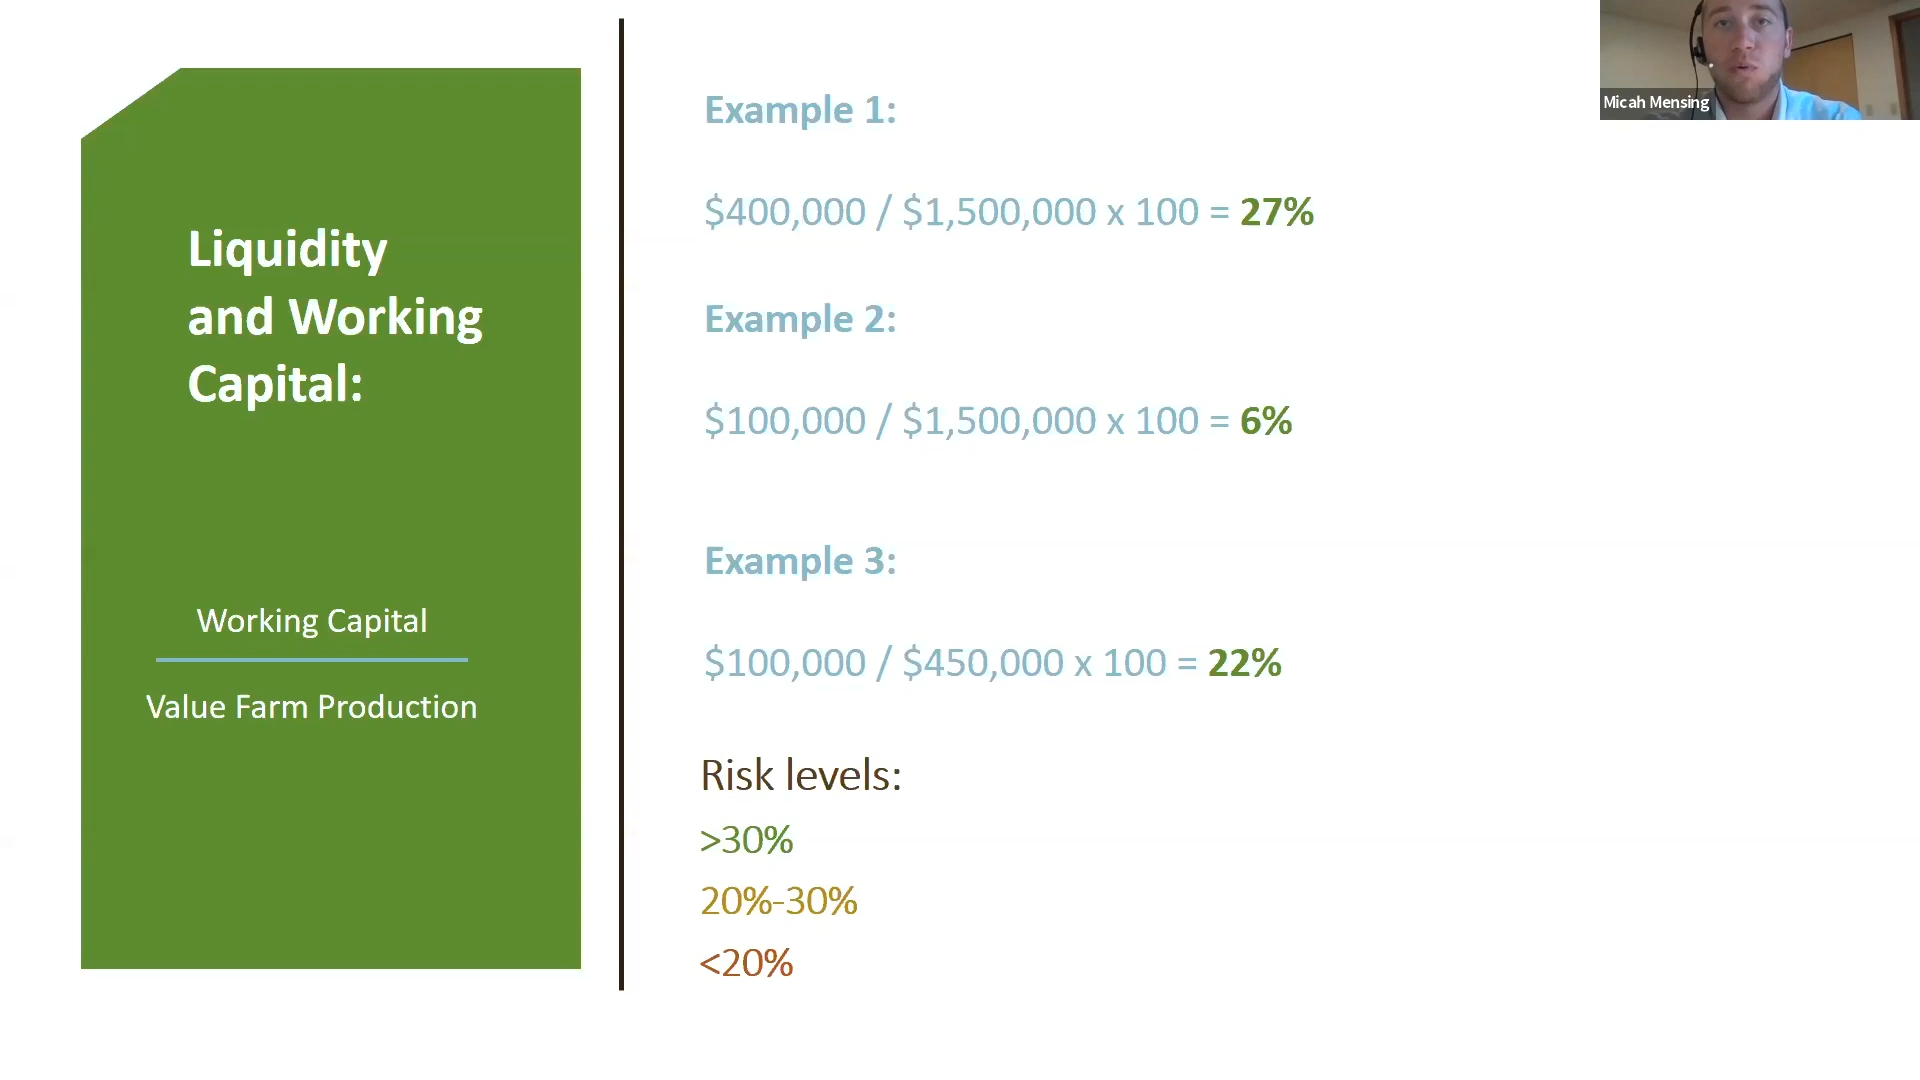 Liquidity
and Working
Capital:
Working Capital
Value Farm Production
Example 1:
$400,000 / $1,500,000 x 100 = 27%
Example 2:
$100,000 / $1,500,000 x 100 = 6%
Example 3:
$100,000 / $450,000 x 100 = 22%
Risk levels:
>30%
20%-30%
<20%
Micah Mensing